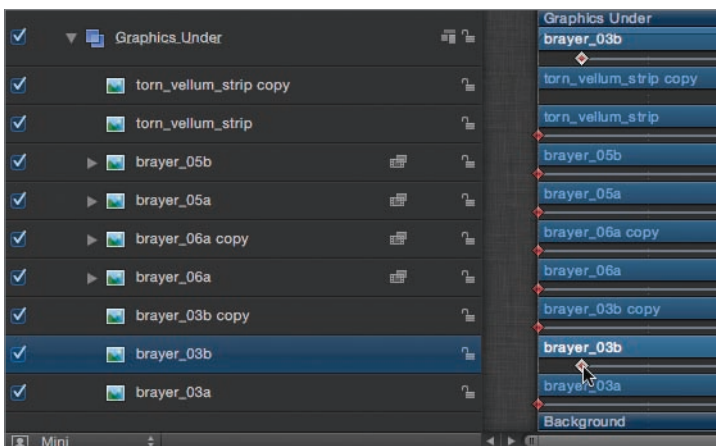 Graphics Under
Graphics Under
brayer_03b
torn_vellum_strip copy
torn_vellum_strip copy
torn_vellum_strip
torn_vellum_strip
brayer_05b
brayer_05b
brayer_05a
brayer_05a
brayer_06a copy
brayer_06a copy
brayer_06a
brayer_06a
brayer_03b copy
brayer_03b copy
brayer_03b
brayer_03b
brayer_03a
brayer_03a
Background
Mini